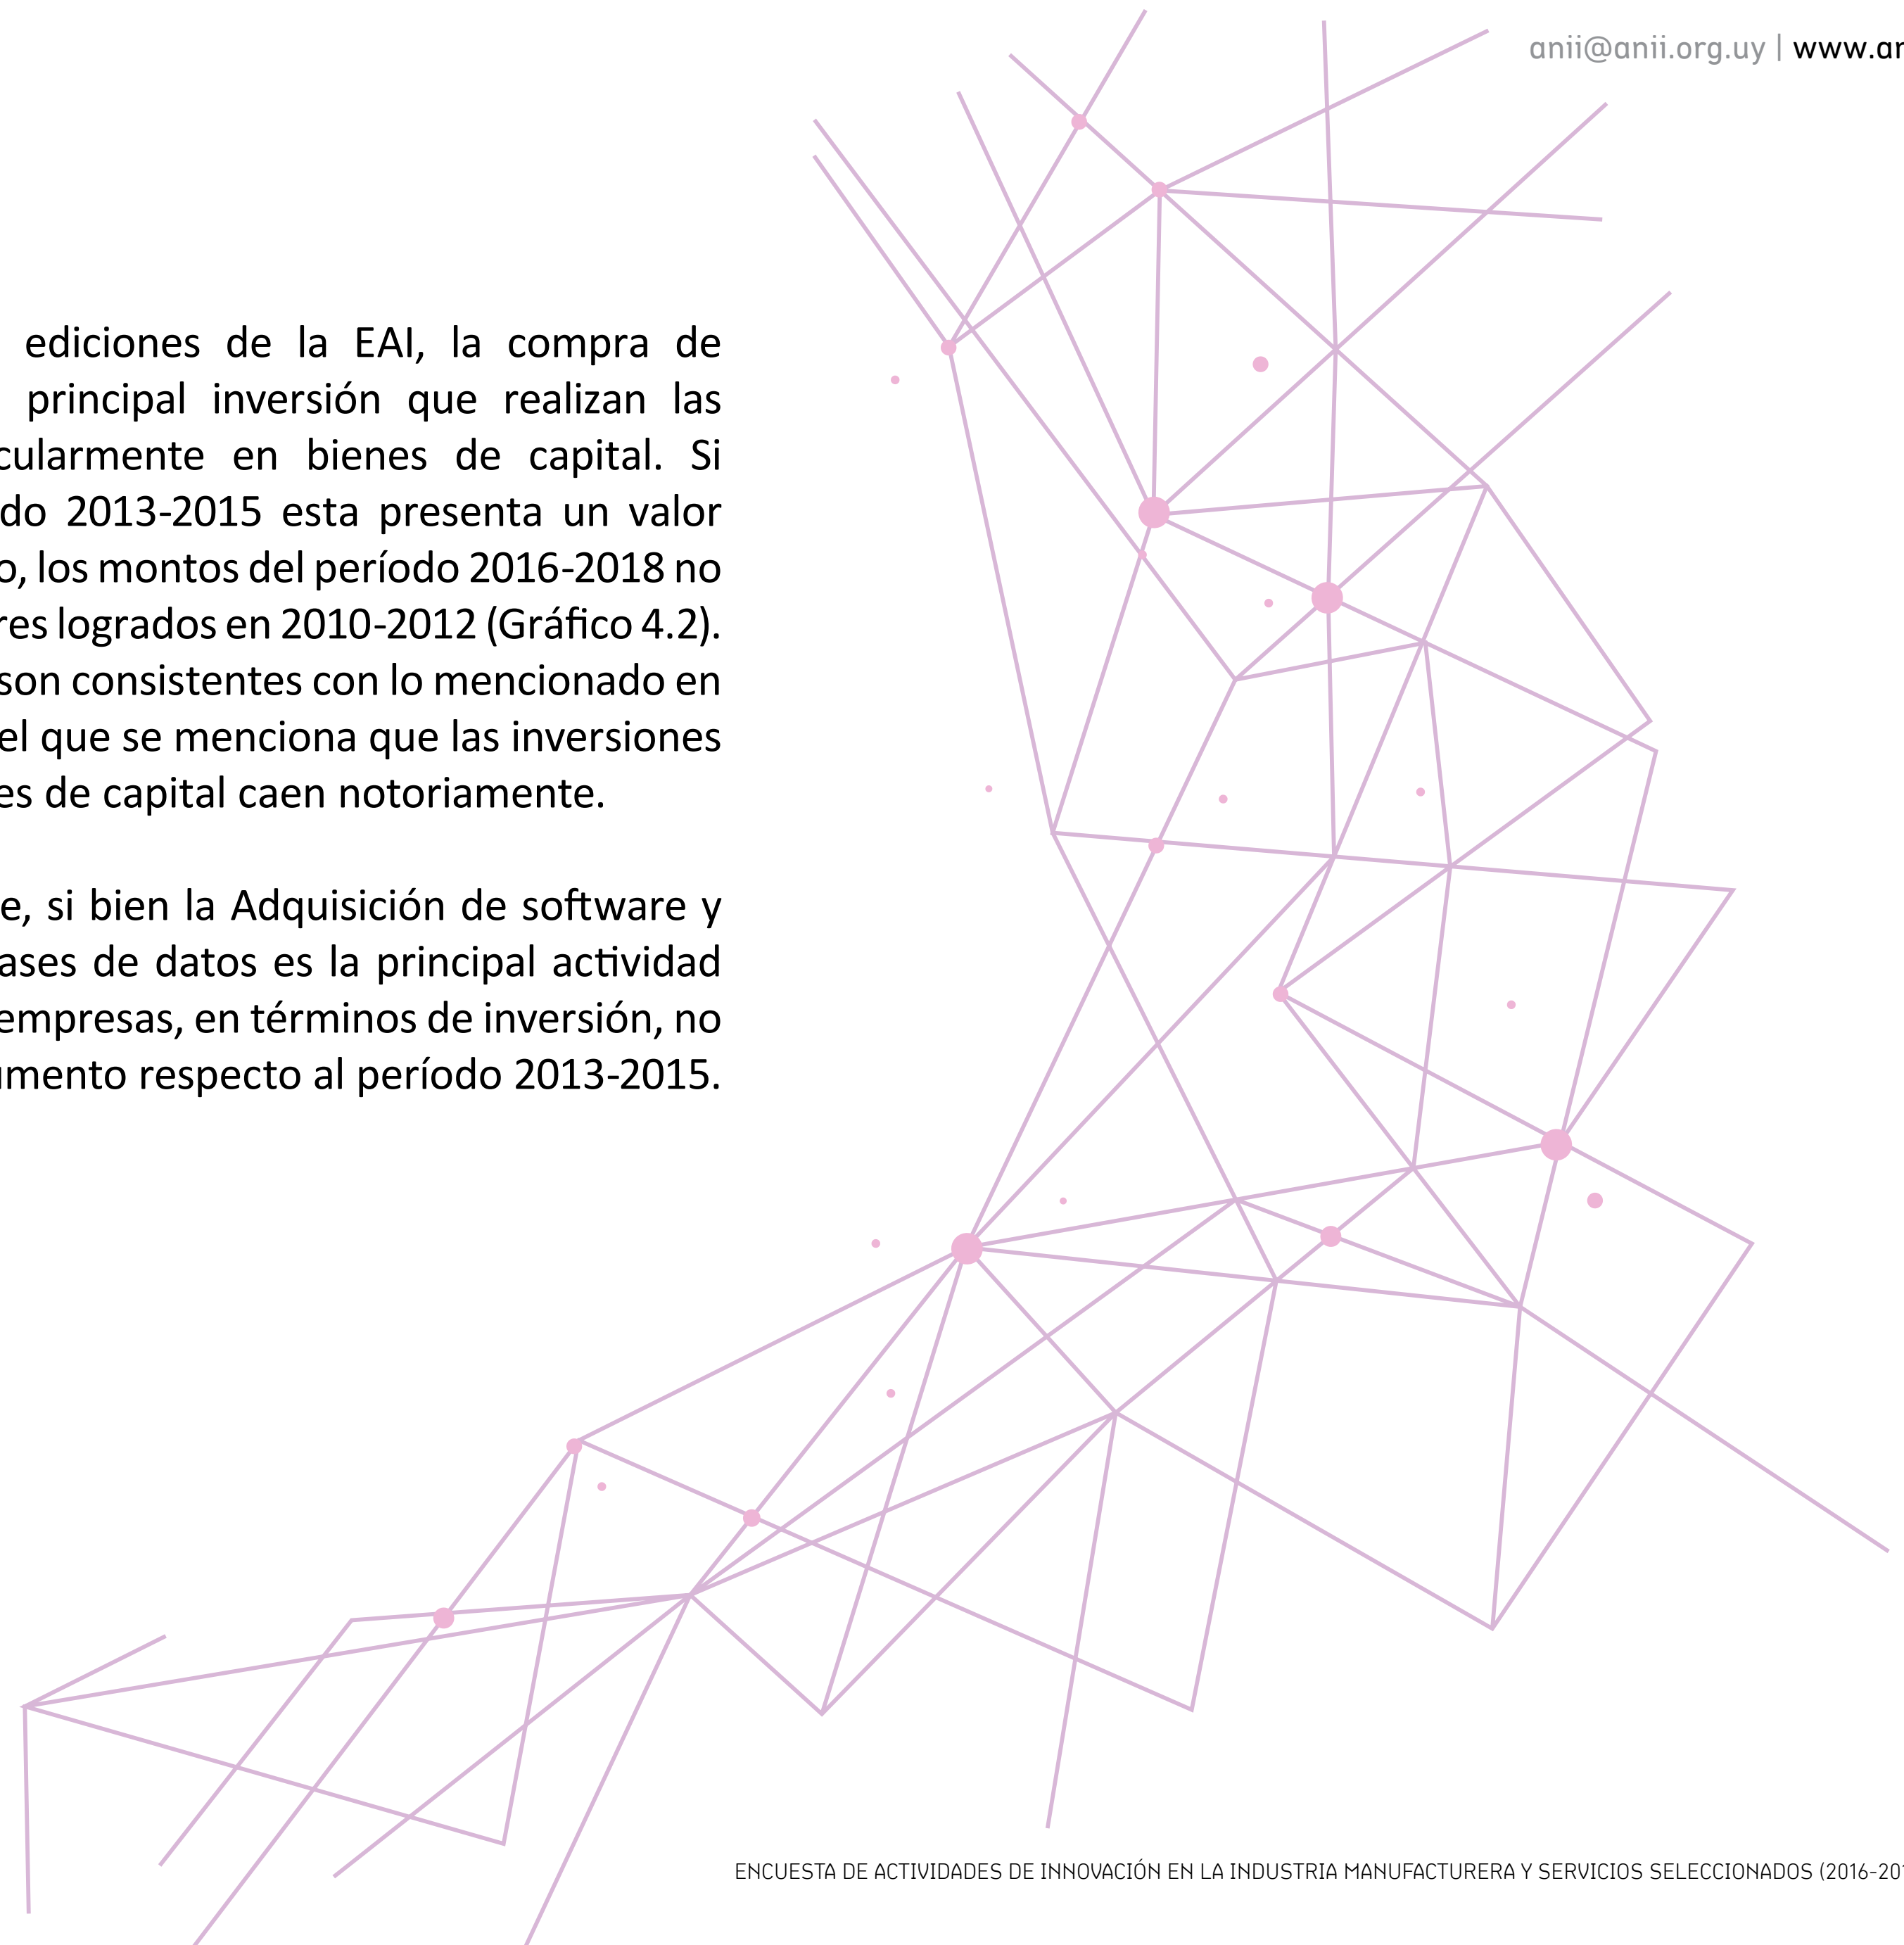 anii@anii.org.uy | www.an
ediciones de la EAI, la compra de
principal inversión que realizan las
cularmente en bienes de capital. Si
do 2013-2015 esta presenta un valor
o, los montos del período 2016-2018 no
res logrados en 2010-2012 (Gráfico 4.2).
son consistentes con lo mencionado en
el que se menciona que las inversiones
es de capital caen notoriamente.
e, si bien la Adquisición de software y
ases de datos es la principal actividad
empresas, en términos de inversión, no
umento respecto al período 2013-2015.
ENCUESTA DE ACTIVIDADES DE INNOVACIÓN EN LA INDUSTRIA MANUFACTURERA Y SERVICIOS SELECCIONADOS (2016-201